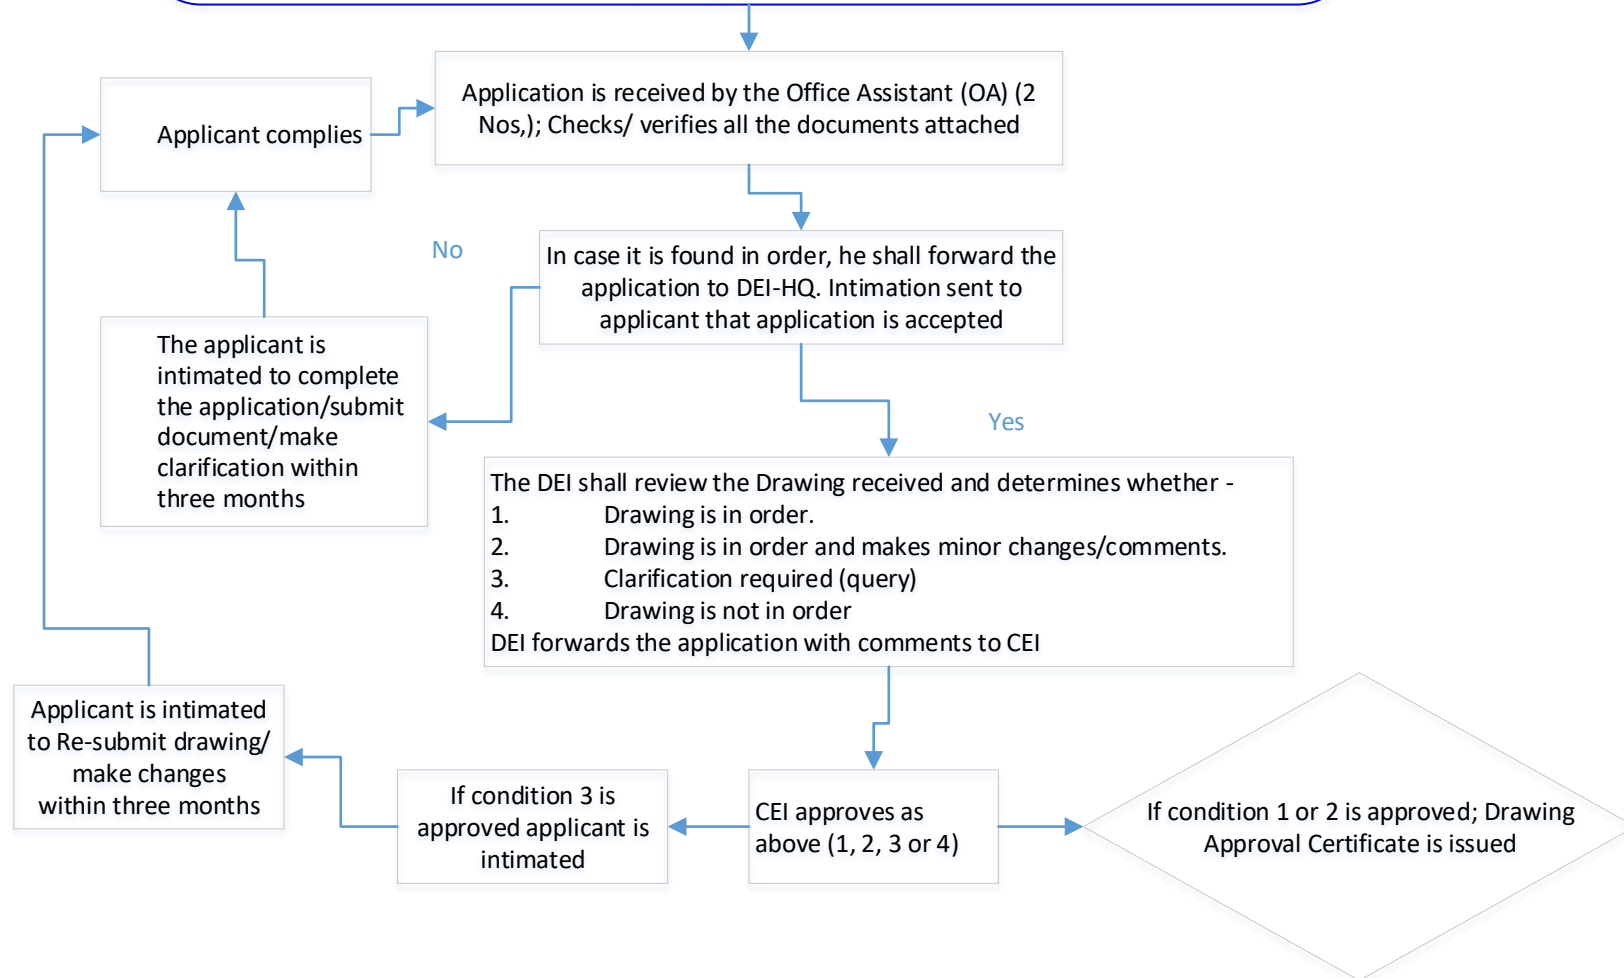 Application is received by the Office Assistant (OA) (2
Nos,); Checks/ verifies all the documents attached
Applicant complies
No
In case it is found in order, he shall forward the
application to DEI-HQ. Intimation sent to
applicant that application is accepted
The applicant is
intimated to complete
the application/submit
document/make
clarification within
three months
Yes
The DEI shall review the Drawing received and determines whether -
1. Drawing is in order.
2. Drawing is in order and makes minor changes/comments.
3. Clarification required (query)
4. Drawing is not in order
DEI forwards the application with comments to CEI
Applicant is intimated
to Re-submit drawing/
make changes
within three months
If condition 3 is
approved applicant is
intimated
CEI approves as
above (1, 2, 3 or 4)
If condition 1 or 2 is approved; Drawing
Approval Certificate is issued